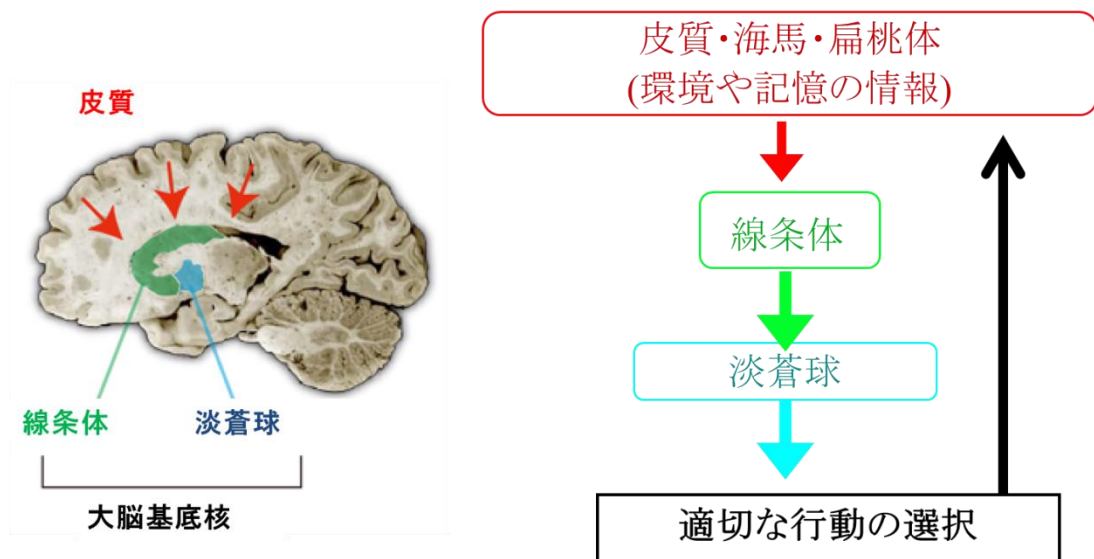 皮質
線条体
淡蒼球
大脳基底核
皮質・海馬・扁桃体
(環境や記憶の情報)
線条体
淡蒼球
適切な行動の選択